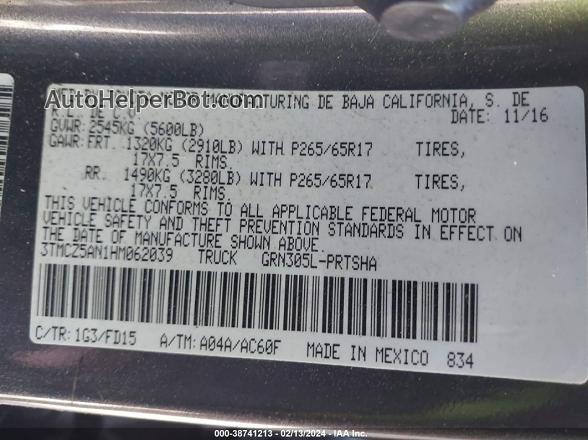 AutoHelperBot.com
MANUFACTURING DE BAJA CALIFORNIA, S. DE
R.L. DE C.V.
DATE: 11/16
GVWR: 2545KG (5600LB)
GAWR: FRT. 1320KG (2910LB) WITH P265/65R17 TIRES,
17X7.5 RIMS.
RR. 1490KG (3280LB) WITH P265/65R17 TIRES,
17X7.5 RIMS.
THIS VEHICLE CONFORMS TO ALL APPLICABLE FEDERAL MOTOR
VEHICLE SAFETY AND THEFT PREVENTION STANDARDS IN EFFECT ON
THE DATE OF MANUFACTURE SHOWN ABOVE.
3TMCZ5AN1HM062039 TRUCK GRN305L-PRTSHA
C/TR: 1G3/FD15 A/TM: A04A/AC60F MADE IN MEXICO 834
000-38741213 - 02/13/2024 - IAA Inc.